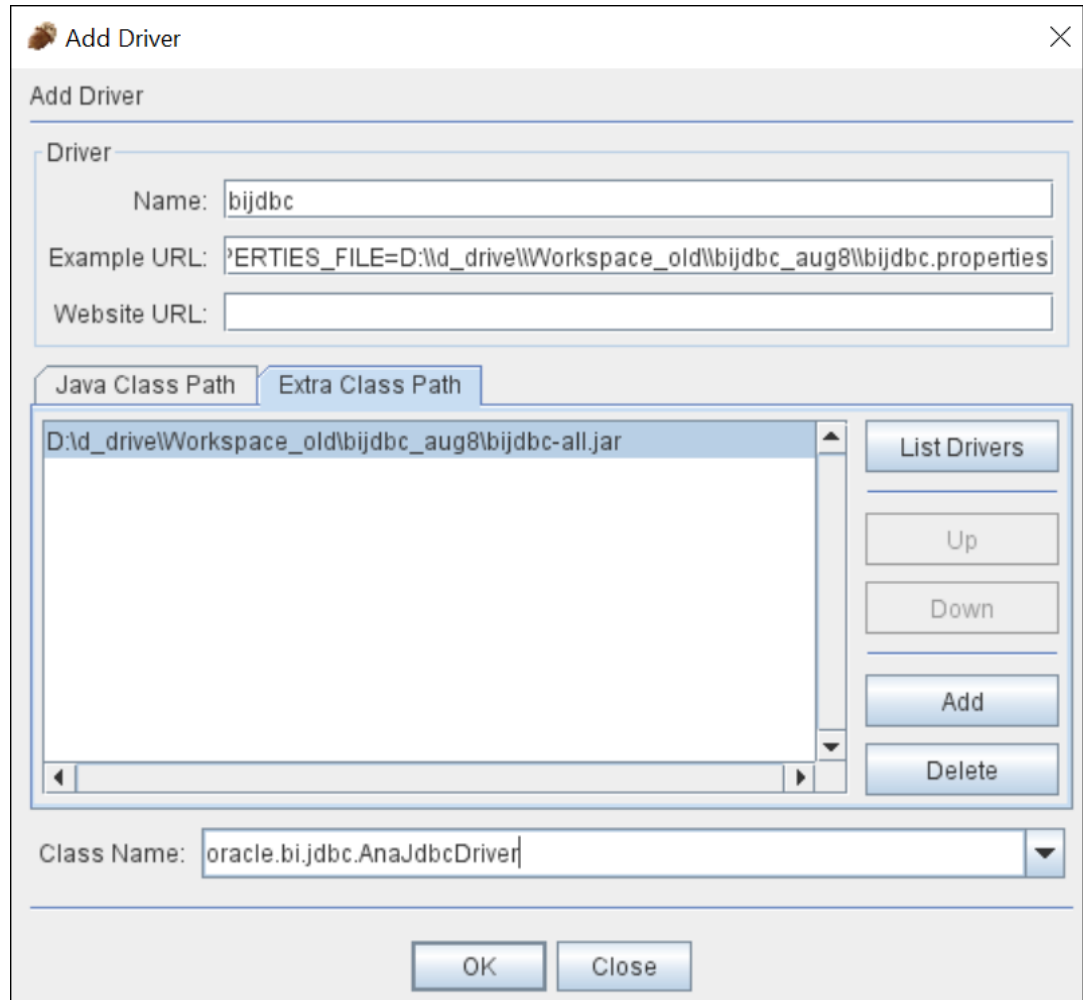 Add Driver
Add Driver
Driver
Name: bijdbc
Example URL: PERTIES_FILE=D:\\d_drive\\Workspace_old\\bijdbc_aug8\\bijdbc.properties
Website URL:
Java Class Path Extra Class Path
D:\d_drive\Workspace_old\bijdbc_aug8\bijdbc-all.jar
List Drivers
Up
Down
Add
Delete
Class Name: oracle.bi.jdbc.AnaJdbcDriver
OK Close